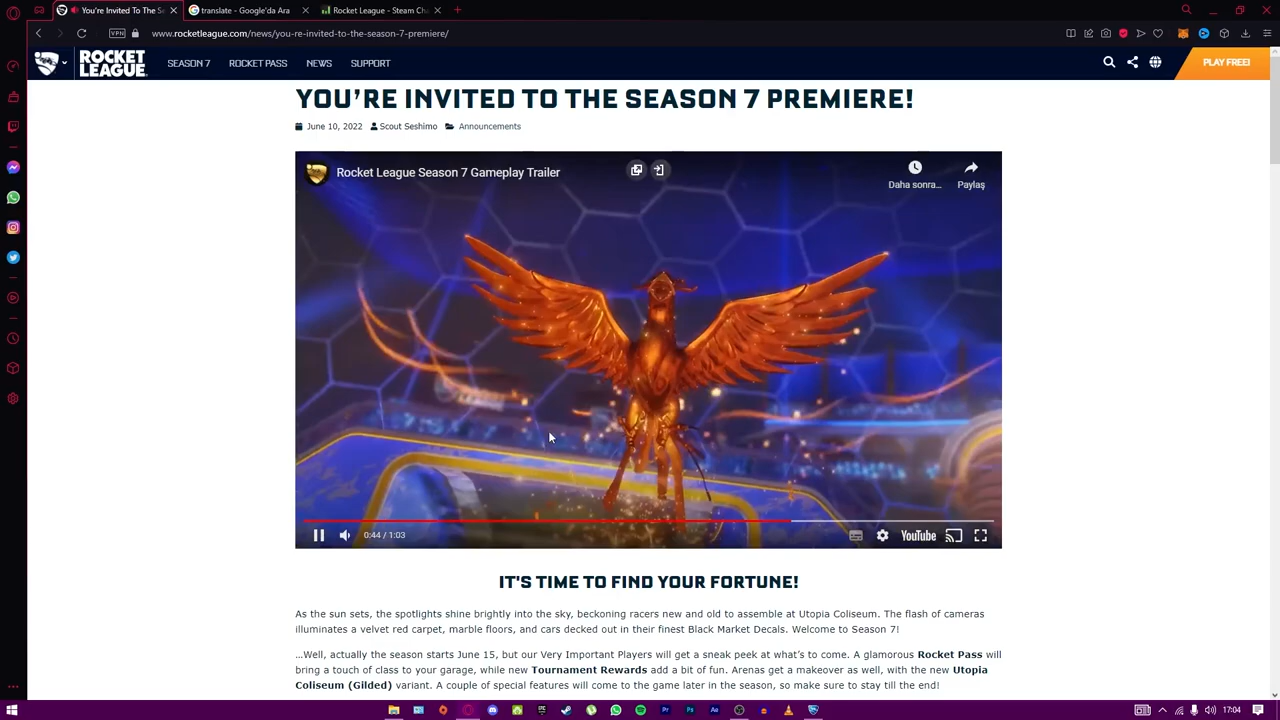 You're Invited To The Se
translate - Google'da Ara
Rocket League - Steam Cha
VPN
www.rocketleague.com/news/you-re-invited-to-the-season-7-premiere/
ROCKET LEAGUE
SEASON 7
ROCKET PASS
NEWS
SUPPORT
PLAY FREE!
YOU'RE INVITED TO THE SEASON 7 PREMIERE!
June 10, 2022
Scout Seshimo
Announcements
Rocket League Season 7 Gameplay Trailer
Daha sonra...
Paylaş
0:44 / 1:03
YouTube
IT'S TIME TO FIND YOUR FORTUNE!
As the sun sets, the spotlights shine brightly into the sky, beckoning racers new and old to assemble at Utopia Coliseum. The flash of cameras
illuminates a velvet red carpet, marble floors, and cars decked out in their finest Black Market Decals. Welcome to Season 7!
...Well, actually the season starts June 15, but our Very Important Players will get a sneak peek at what's to come. A glamorous Rocket Pass will
bring a touch of class to your garage, while new Tournament Rewards add a bit of fun. Arenas get a makeover as well, with the new Utopia
Coliseum (Gilded) variant. A couple of special features will come to the game later in the season, so make sure to stay till the end!
17:04